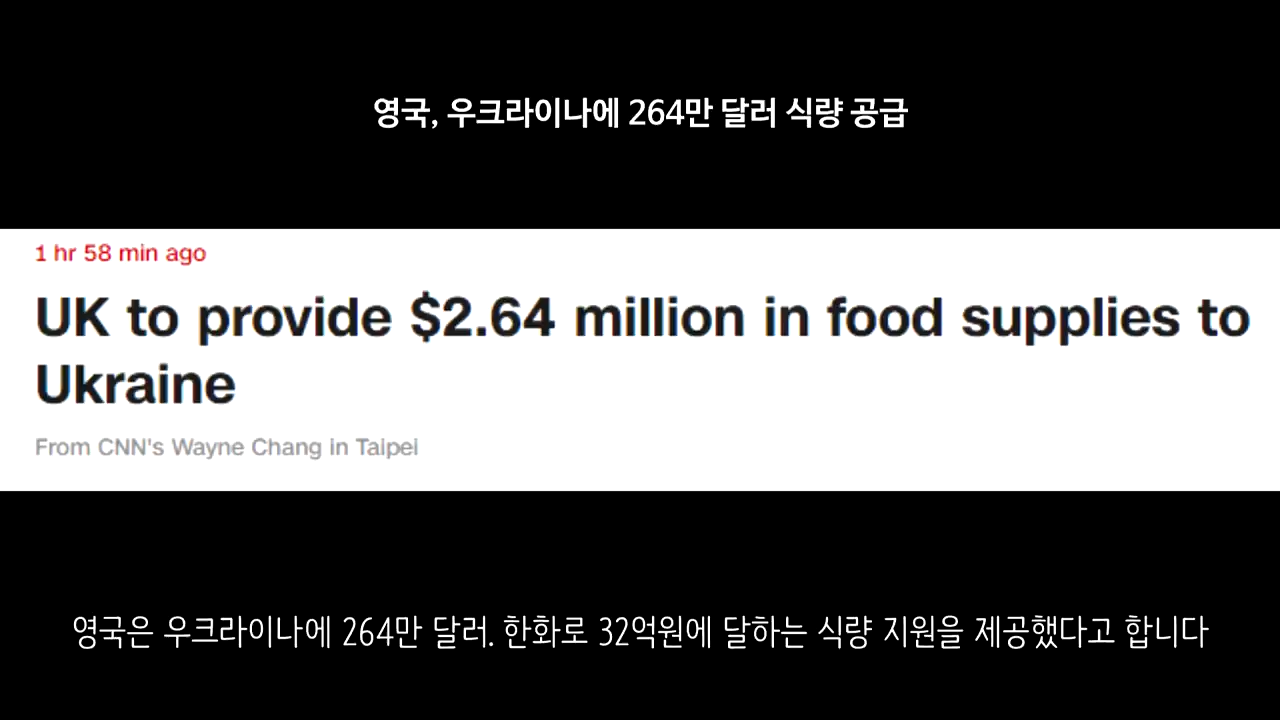 영국, 우크라이나에 264만 달러 식량 공급
1 hr 58 min ago
UK to provide $2.64 million in food supplies to
Ukraine
From CNN's Wayne Chang in Taipei
영국은 우크라이나에 264만 달러. 한화로 32억원에 달하는 식량 지원을 제공했다고 합니다